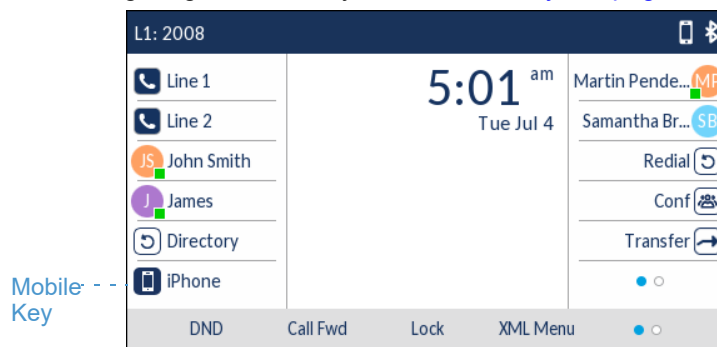 L1: 2008
Line 1
Line 2
JS John Smith
J James
Directory
iPhone
5:01 am
Tue Jul 4
Martin Pende... MP
Samantha Br... SB
Redial
Conf
Transfer
Mobile
Key
DND Call Fwd Lock XML Menu